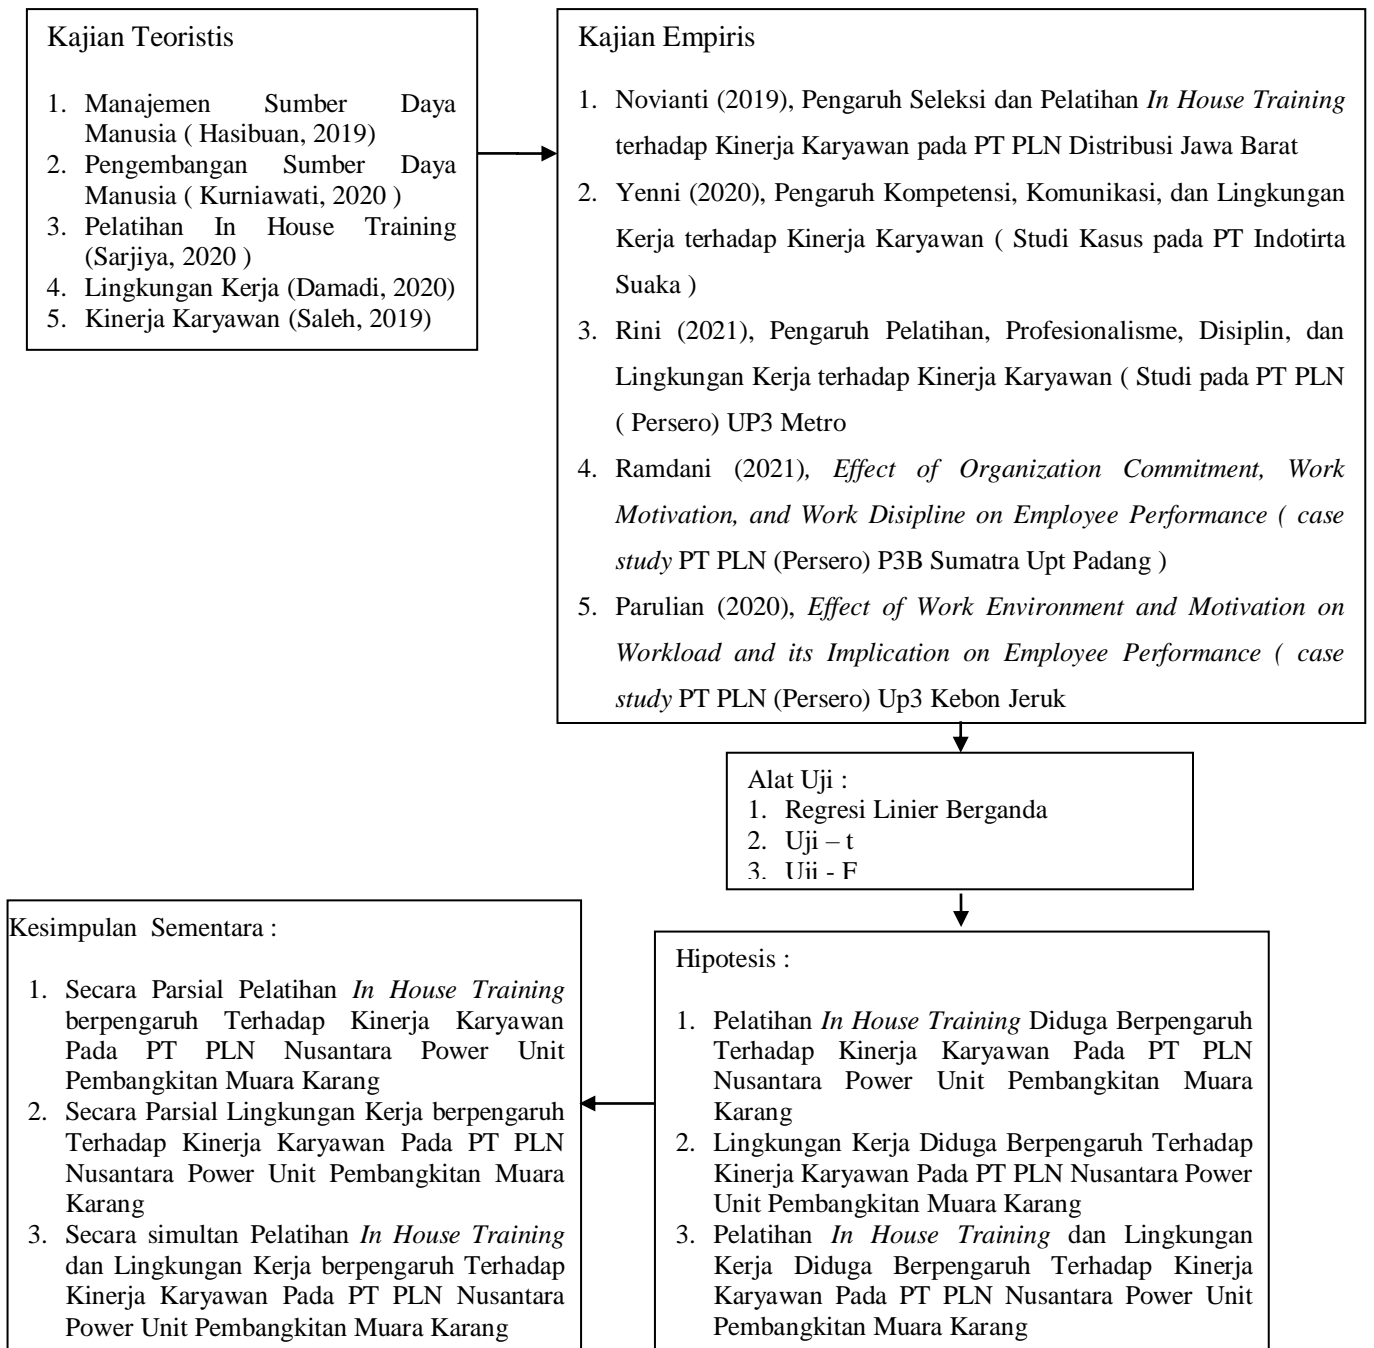 Kajian Teoristis
1. Manajemen Sumber Daya
Manusia ( Hasibuan, 2019)
2. Pengembangan Sumber Daya
Manusia ( Kurniawati, 2020 )
3. Pelatihan In House Training
(Sarjiya, 2020 )
4. Lingkungan Kerja (Damadi, 2020)
5. Kinerja Karyawan (Saleh, 2019)
Kajian Empiris
1. Novianti (2019), Pengaruh Seleksi dan Pelatihan In House Training
terhadap Kinerja Karyawan pada PT PLN Distribusi Jawa Barat
2. Yenni (2020), Pengaruh Kompetensi, Komunikasi, dan Lingkungan
Kerja terhadap Kinerja Karyawan ( Studi Kasus pada PT Indotirta
Suaka )
3. Rini (2021), Pengaruh Pelatihan, Profesionalisme, Disiplin, dan
Lingkungan Kerja terhadap Kinerja Karyawan ( Studi pada PT PLN
( Persero) UP3 Metro
4. Ramdani (2021), Effect of Organization Commitment, Work
Motivation, and Work Disipline on Employee Performance ( case
study PT PLN (Persero) P3B Sumatra Upt Padang )
5. Parulian (2020), Effect of Work Environment and Motivation on
Workload and its Implication on Employee Performance ( case
study PT PLN (Persero) Up3 Kebon Jeruk
Alat Uji :
1. Regresi Linier Berganda
2. Uji – t
3. Uji - F
Hipotesis :
1. Pelatihan In House Training Diduga Berpengaruh
Terhadap Kinerja Karyawan Pada PT PLN
Nusantara Power Unit Pembangkitan Muara
Karang
2. Lingkungan Kerja Diduga Berpengaruh Terhadap
Kinerja Karyawan Pada PT PLN Nusantara Power
Unit Pembangkitan Muara Karang
3. Pelatihan In House Training dan Lingkungan
Kerja Diduga Berpengaruh Terhadap Kinerja
Karyawan Pada PT PLN Nusantara Power Unit
Pembangkitan Muara Karang
Kesimpulan Sementara :
1. Secara Parsial Pelatihan In House Training
berpengaruh Terhadap Kinerja Karyawan
Pada PT PLN Nusantara Power Unit
Pembangkitan Muara Karang
2. Secara Parsial Lingkungan Kerja berpengaruh
Terhadap Kinerja Karyawan Pada PT PLN
Nusantara Power Unit Pembangkitan Muara
Karang
3. Secara simultan Pelatihan In House Training
dan Lingkungan Kerja berpengaruh Terhadap
Kinerja Karyawan Pada PT PLN Nusantara
Power Unit Pembangkitan Muara Karang